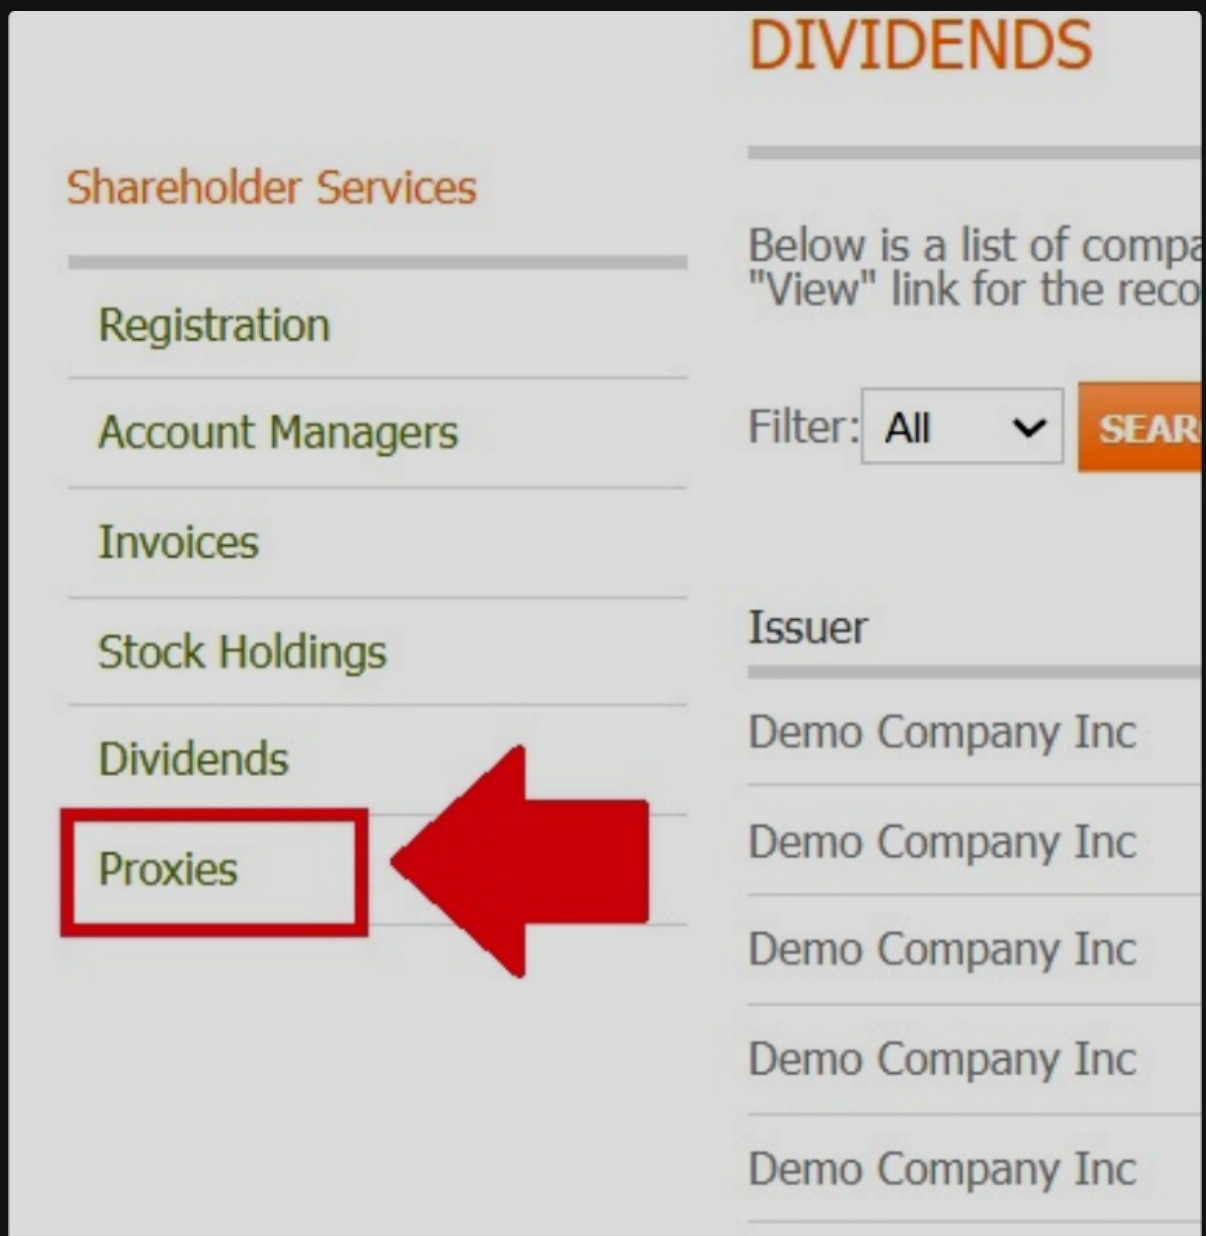 DIVIDENDS
Shareholder Services
Below is a list of compa
"View" link for the reco
Registration
Account Managers
Filter: All SEAR
Invoices
Issuer
Stock Holdings
Demo Company Inc
Dividends
Demo Company Inc
Proxies
Demo Company Inc
Demo Company Inc
Demo Company Inc